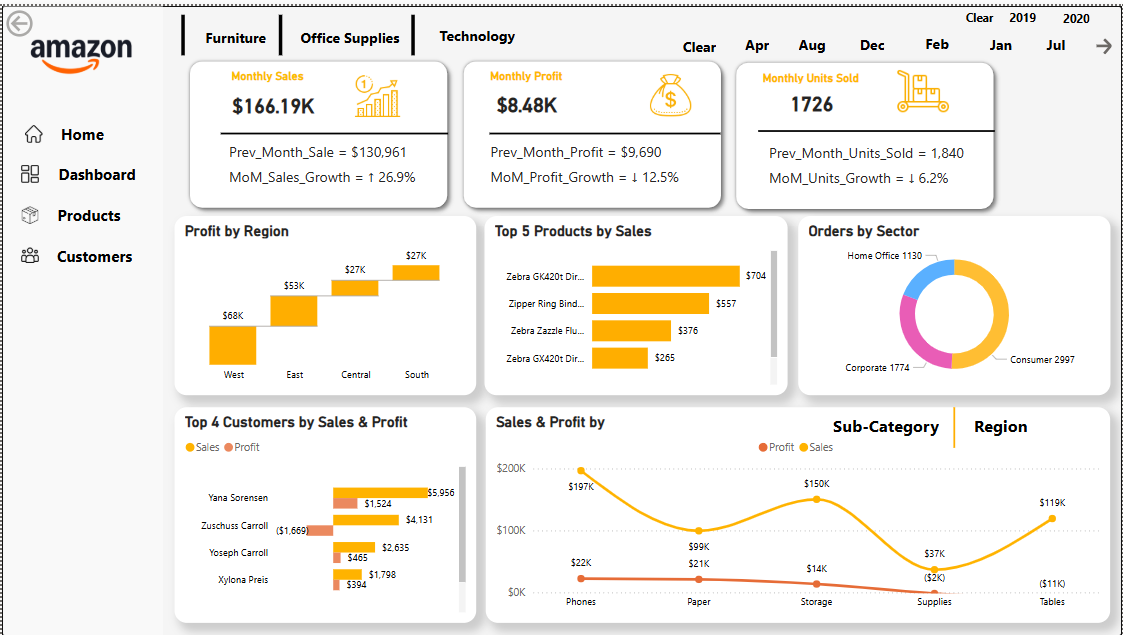 amazon
Home
Dashboard
Products
Customers
Furniture
Office Supplies
Technology
Clear 2019 2020
Clear Apr Aug Dec Feb Jan Jul
Monthly Sales
$166.19K
1
Prev_Month_Sale = $130,961
MoM_Sales_Growth = ↑ 26.9%
Monthly Profit
$8.48K
$
Prev_Month_Profit = $9,690
MoM_Profit_Growth = ↓ 12.5%
Monthly Units Sold
1726
Prev_Month_Units_Sold = 1,840
MoM_Units_Growth = ↓ 6.2%
Profit by Region
$68K
$53K
$27K
$27K
West East Central South
Top 5 Products by Sales
Zebra GK420t Dir... $704
Zipper Ring Bind... $557
Zebra Zazzle Flu... $376
Zebra GX420t Dir... $265
Orders by Sector
Home Office 1130
Corporate 1774
Consumer 2997
Top 4 Customers by Sales & Profit
Sales Profit
Yana Sorensen $5,956
$1,524
Zuschuss Carroll $4,131
($1,669)
Yoseph Carroll $2,635
$465
Xylona Preis $1,798
$394
Sales & Profit by
Sub-Category Region
Profit Sales
$200K
$100K
$0K
$197K
$99K
$150K
$37K
$119K
$22K
$21K
$14K
($2K)
($11K)
Phones Paper Storage Supplies Tables